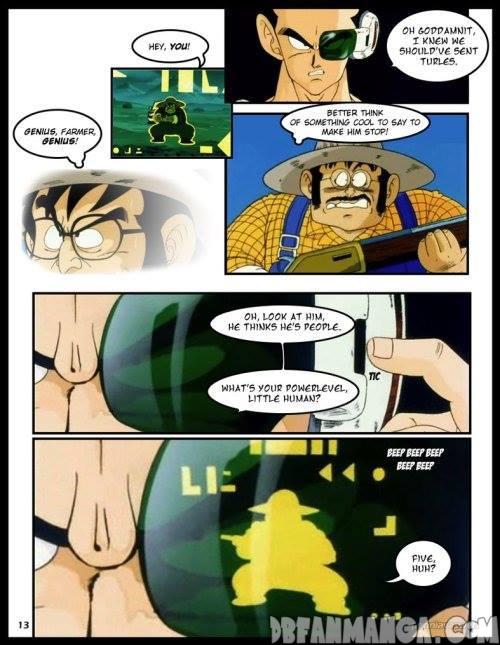 OH GODDAMNIT,
I KNEW WE
SHOULD'VE SENT
TURLES.
HEY, YOU!
BETTER THINK
OF SOMETHING COOL TO SAY TO
MAKE HIM STOP!
GENIUS, FARMER,
GENIUS!
OH, LOOK AT HIM,
HE THINKS HE'S PEOPLE.
TIC
WHAT'S YOUR POWERLEVEL,
LITTLE HUMAN?
BEEP BEEP BEEP
BEEP BEEP
FIVE,
HUH?
13
DBFANMANGA.COM